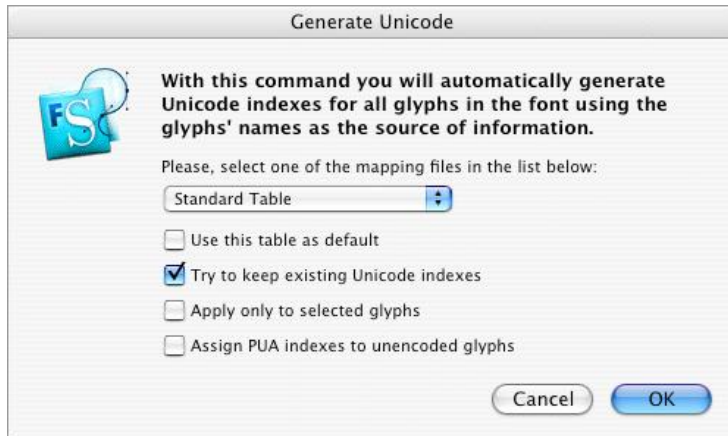 Generate Unicode
FS
With this command you will automatically generate
Unicode indexes for all glyphs in the font using the
glyphs' names as the source of information.
Please, select one of the mapping files in the list below:
Standard Table
Use this table as default
Try to keep existing Unicode indexes
Apply only to selected glyphs
Assign PUA indexes to unencoded glyphs
Cancel OK